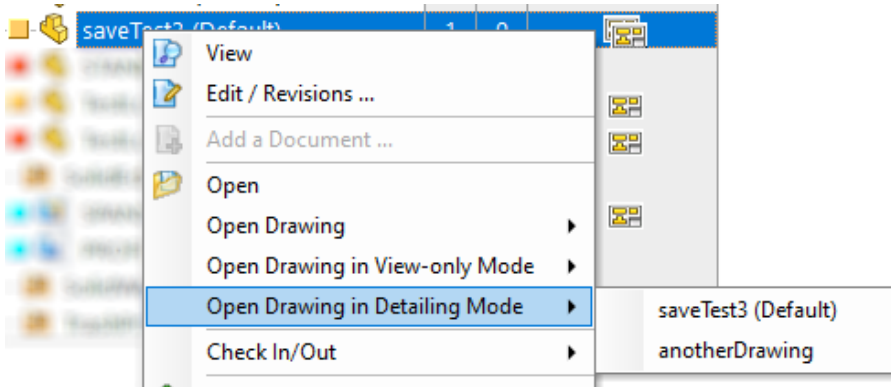 saveTest3 (Default) 1 0
View
Edit / Revisions ...
Add a Document ...
Open
Open Drawing
Open Drawing in View-only Mode
Open Drawing in Detailing Mode
saveTest3 (Default)
anotherDrawing
Check In/Out